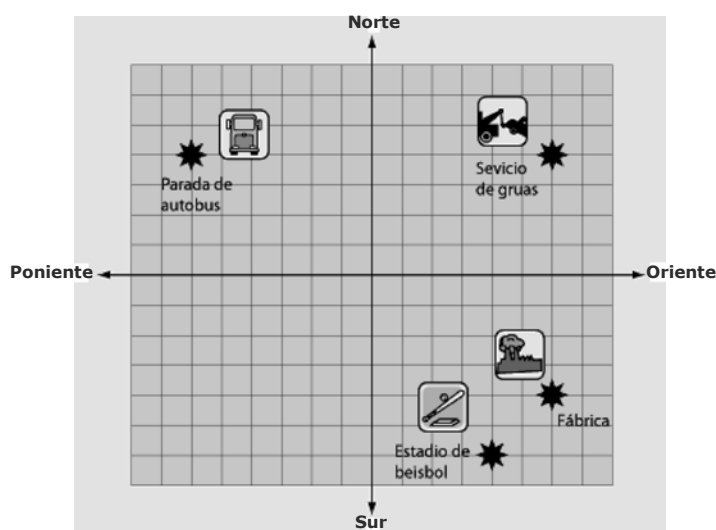 Norte
Parada de
autobus
Sevicio
de gruas
Poniente
Oriente
Fábrica
Estadio de
beisbol
Sur